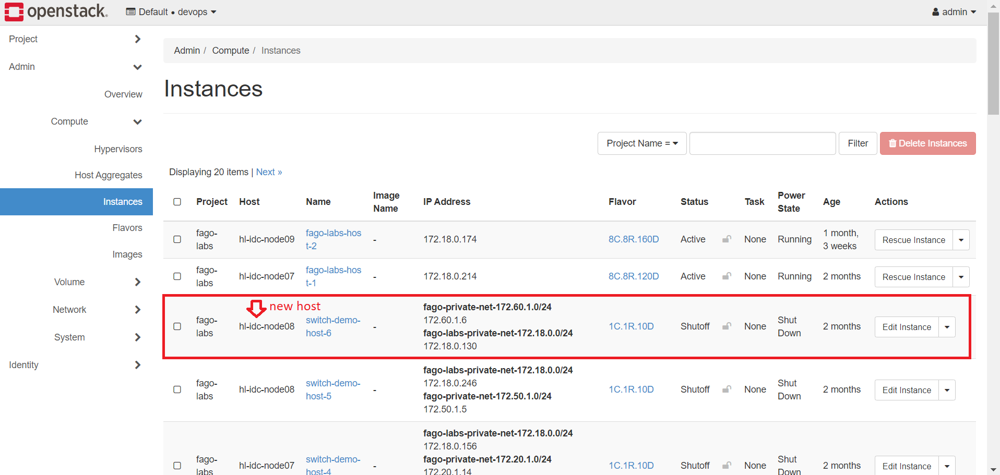 openstack.
Default • devops
admin
Project
Admin
Overview
Compute
Hypervisors
Host Aggregates
Instances
Flavors
Images
Volume
Network
System
Identity
Admin / Compute / Instances
Instances
Project Name =
Filter
Delete Instances
Displaying 20 items | Next »
Project Host Name Image Name IP Address Flavor Status Task Power State Age Actions
fago-labs hl-idc-node09 fago-labs-host-2 - 172.18.0.174 8C.8R.160D Active None Running 1 month, 3 weeks Rescue Instance
fago-labs hl-idc-node07 fago-labs-host-1 - 172.18.0.214 8C.8R.120D Active None Running 2 months Rescue Instance
new host
fago-labs hl-idc-node08 switch-demo-host-6 - fago-private-net-172.60.1.0/24
172.60.1.6
fago-labs-private-net-172.18.0.0/24
172.18.0.130
1C.1R.10D Shutoff None Shut Down 2 months Edit Instance
fago-labs hl-idc-node08 switch-demo-host-5 - fago-labs-private-net-172.18.0.0/24
172.18.0.246
fago-private-net-172.50.1.0/24
172.50.1.5
1C.1R.10D Shutoff None Shut Down 2 months Edit Instance
fago-labs hl-idc-node07 switch-demo-host-4 - fago-labs-private-net-172.18.0.0/24
172.18.0.156
fago-private-net-172.20.1.0/24
172.20.1.14
1C.1R.10D Shutoff None Shut Down 2 months Edit Instance